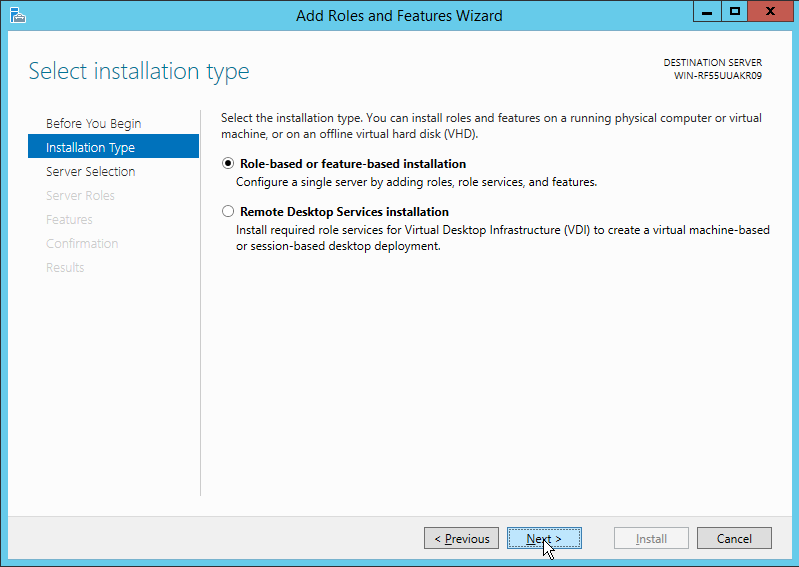 Add Roles and Features Wizard
Select installation type
DESTINATION SERVER
WIN-RF55UUAKR09
Before You Begin
Installation Type
Server Selection
Server Roles
Features
Confirmation
Results
Select the installation type. You can install roles and features on a running physical computer or virtual
machine, or on an offline virtual hard disk (VHD).
Role-based or feature-based installation
Configure a single server by adding roles, role services, and features.
Remote Desktop Services installation
Install required role services for Virtual Desktop Infrastructure (VDI) to create a virtual machine-based
or session-based desktop deployment.
< Previous
Next >
Install
Cancel